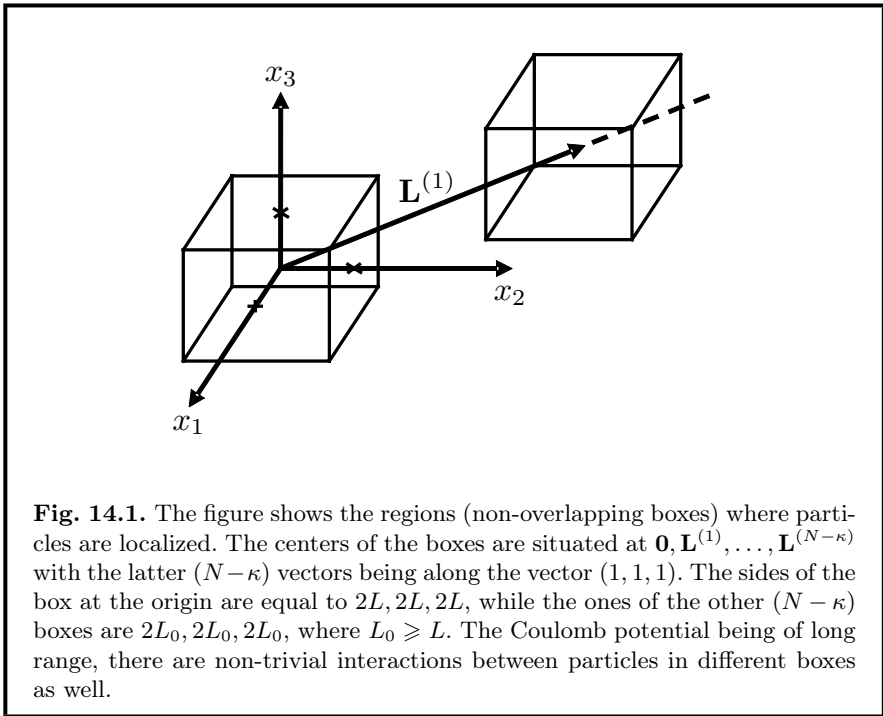 x₃
L⁽¹⁾
x₂
x₁
Fig. 14.1. The figure shows the regions (non-overlapping boxes) where parti-
cles are localized. The centers of the boxes are situated at 0, L⁽¹⁾, . . . , L⁽ᴺ⁻ᵏ⁾
with the latter (N−κ) vectors being along the vector (1, 1, 1). The sides of the
box at the origin are equal to 2L, 2L, 2L, while the ones of the other (N − κ)
boxes are 2L₀, 2L₀, 2L₀, where L₀ ⩾ L. The Coulomb potential being of long
range, there are non-trivial interactions between particles in different boxes
as well.